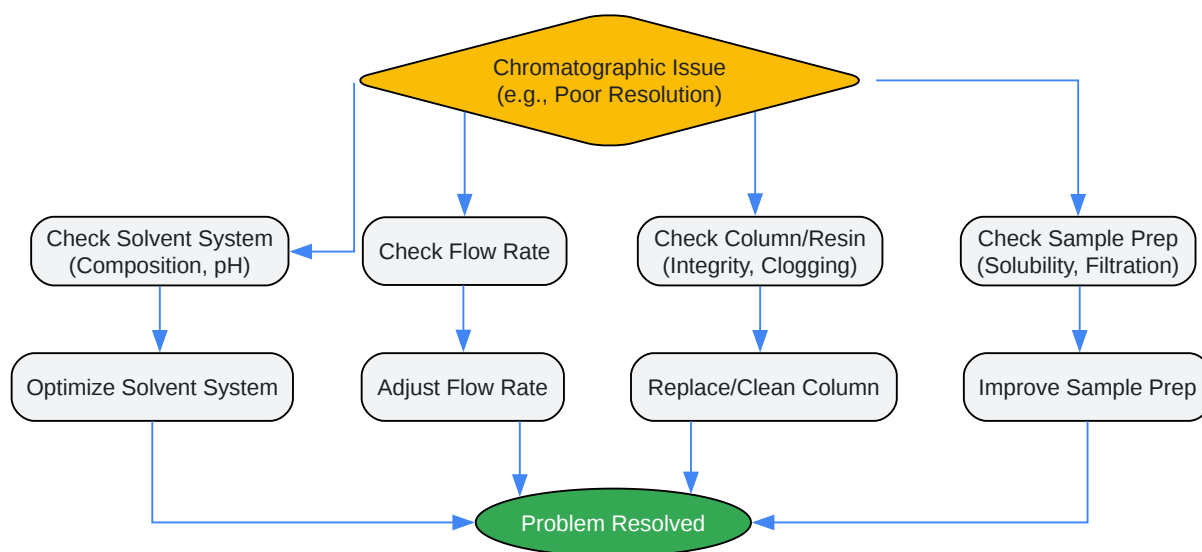 Chromatographic Issue
(e.g., Poor Resolution)
Check Solvent System
(Composition, pH)
Check Flow Rate
Check Column/Resin
(Integrity, Clogging)
Check Sample Prep
(Solubility, Filtration)
Optimize Solvent System
Adjust Flow Rate
Replace/Clean Column
Improve Sample Prep
Problem Resolved